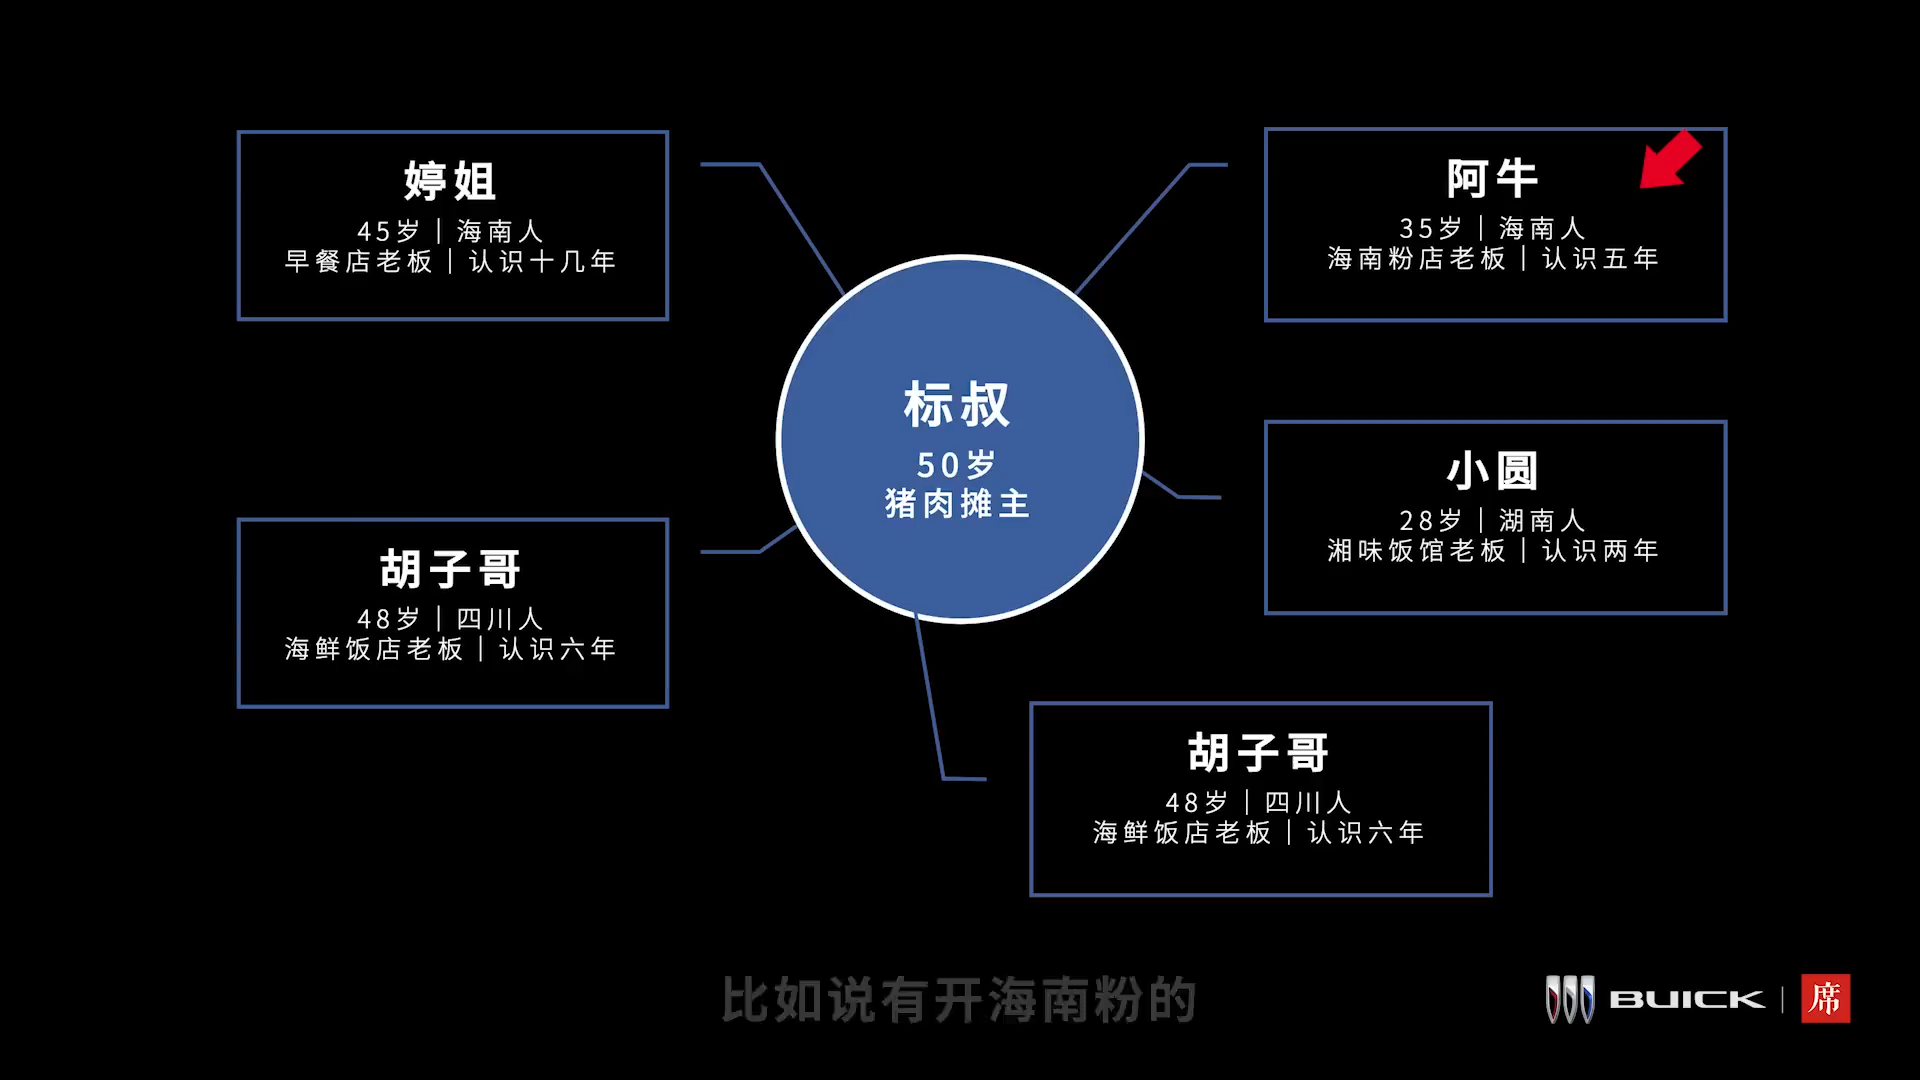 婷姐
45岁｜海南人
早餐店老板｜认识十几年
阿牛
35岁｜海南人
海南粉店老板｜认识五年
标叔
50岁
猪肉摊主
小圆
28岁｜湖南人
湘味饭馆老板｜认识两年
胡子哥
48岁｜四川人
海鲜饭店老板｜认识六年
胡子哥
48岁｜四川人
海鲜饭店老板｜认识六年
比如说有开海南粉的
BUICK｜席